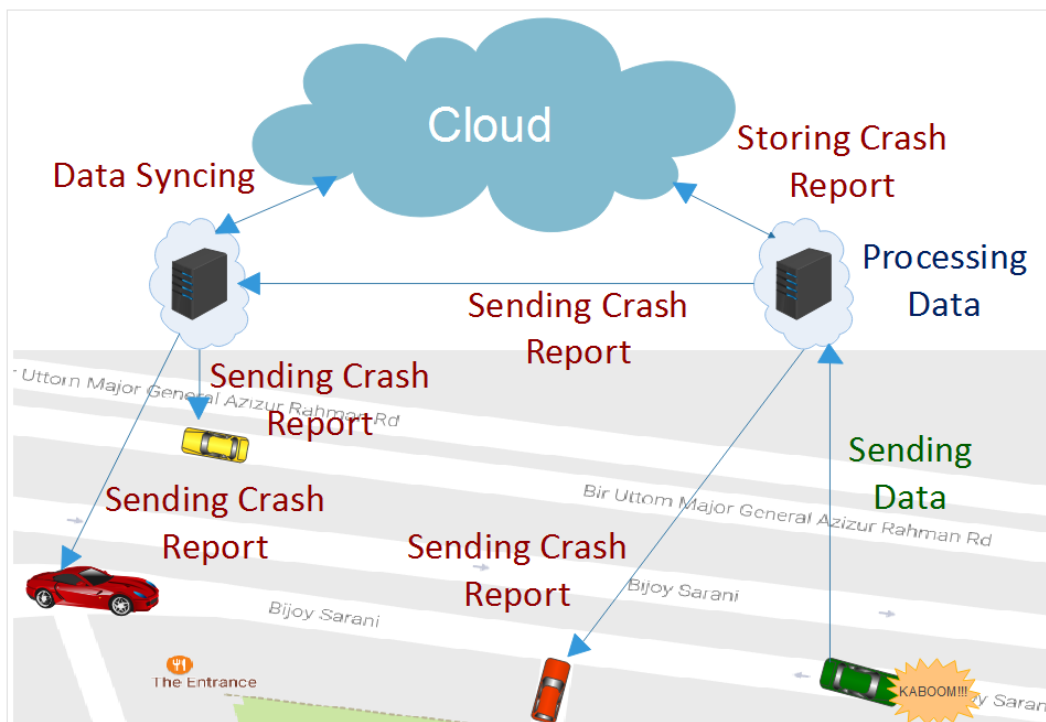 Cloud
Storing Crash
Report
Data Syncing
Processing
Data
Sending Crash
Report
Sending Crash
Report
r Uttom Major General Azizur Rahman Rd
Sending
Data
Bir Uttom Major General Azizur Rahman Rd
Sending Crash
Report
Sending Crash
Report
Bijoy Sarani
Bijoy Sarani
The Entrance
KABOOM!!!
joy Sarani